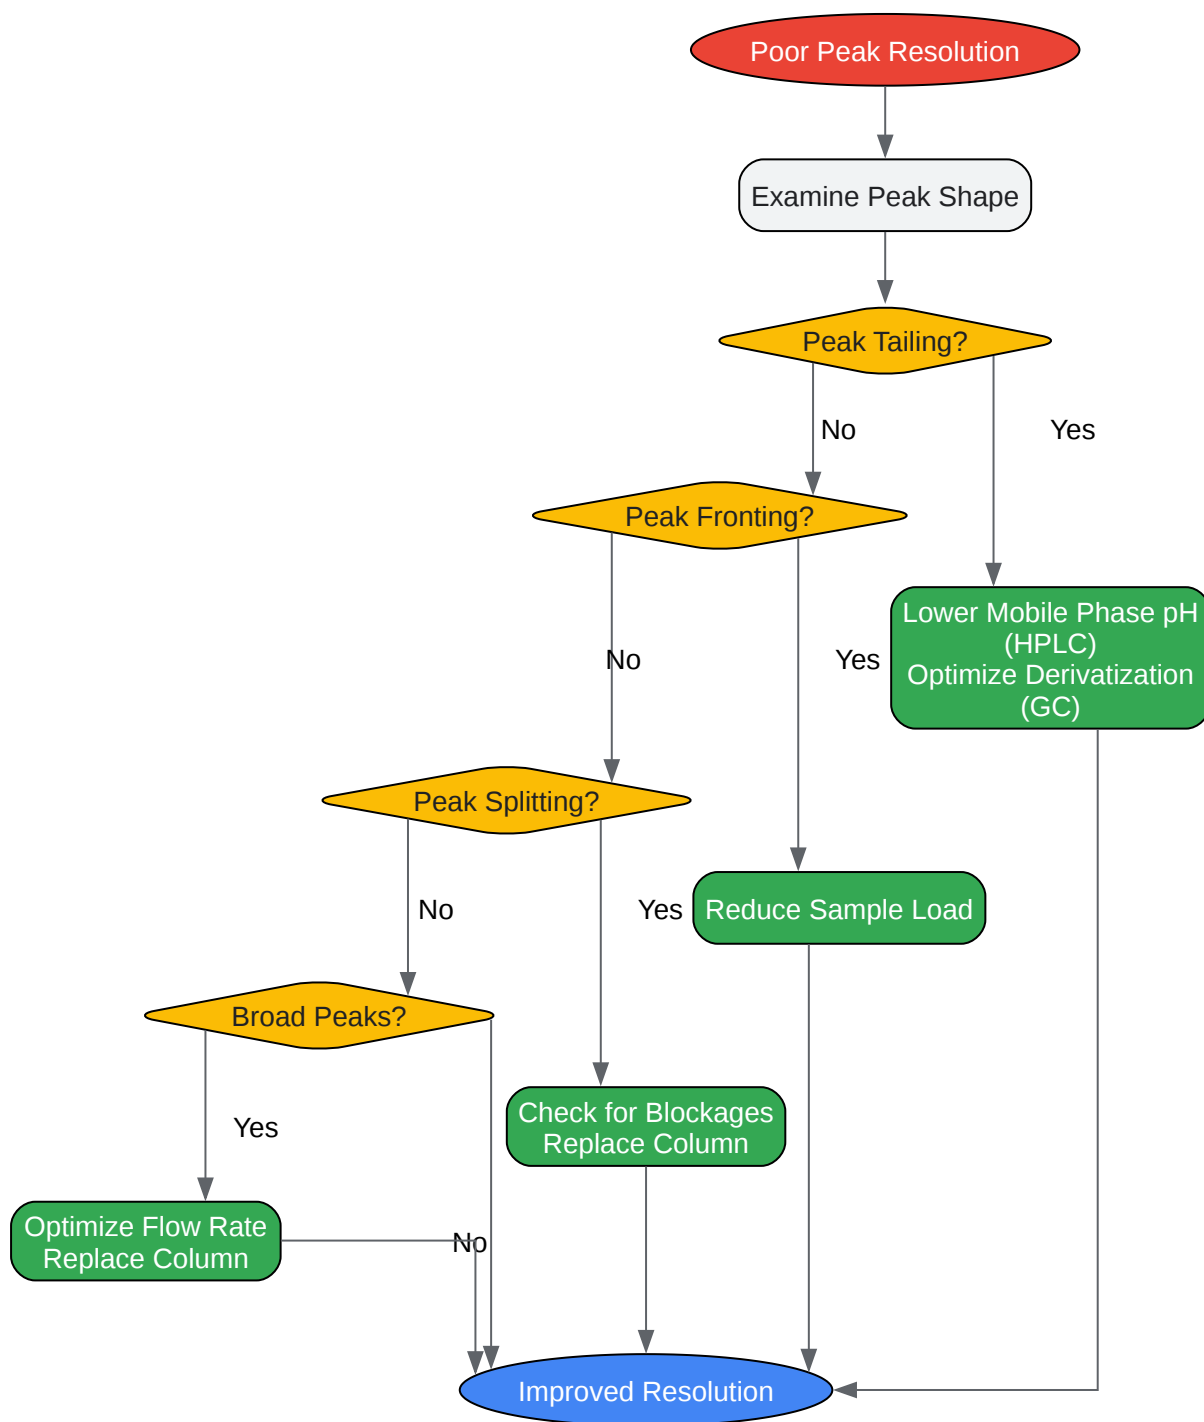 Poor Peak Resolution
Examine Peak Shape
Peak Tailing?
No
Yes
Peak Fronting?
Lower Mobile Phase pH
(HPLC)
Optimize Derivatization
(GC)
No
Yes
Peak Splitting?
No
Yes
Reduce Sample Load
Broad Peaks?
Check for Blockages
Replace Column
Yes
Optimize Flow Rate
Replace Column
No
Improved Resolution